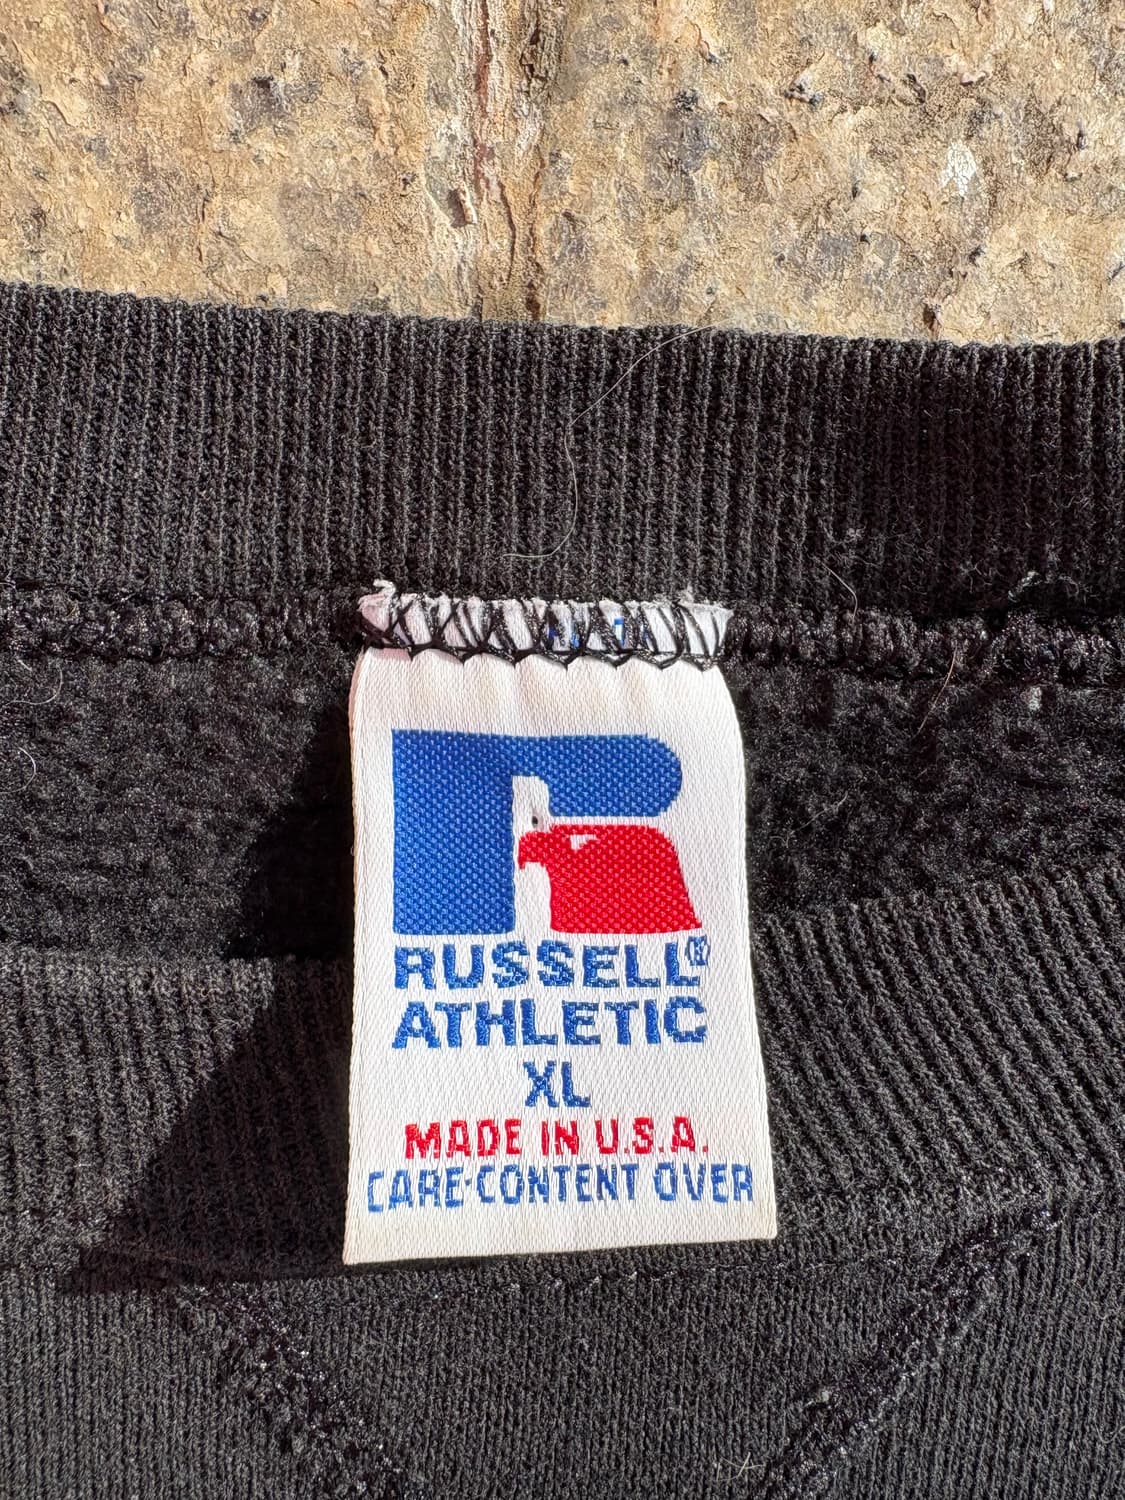 RUSSELL®
ATHLETIC
XL
MADE IN U.S.A.
CARE-CONTENT OVER